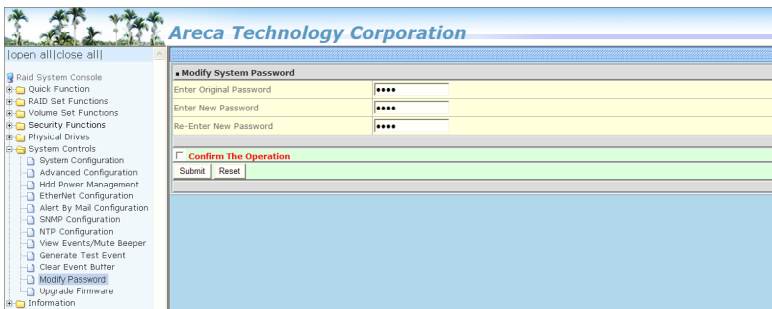 Areca Technology Corporation
|open all|close all|
Raid System Console
Quick Function
RAID Set Functions
Volume Set Functions
Security Functions
Physical Drives
System Controls
System Configuration
Advanced Configuration
Hdd Power Management
EtherNet Configuration
Alert By Mail Configuration
SNMP Configuration
NTP Configuration
View Events/Mute Beeper
Generate Test Event
Clear Event Buffer
Modify Password
Upgrade Firmware
Information
Modify System Password
Enter Original Password ••••
Enter New Password ••••
Re-Enter New Password ••••
Confirm The Operation
Submit Reset